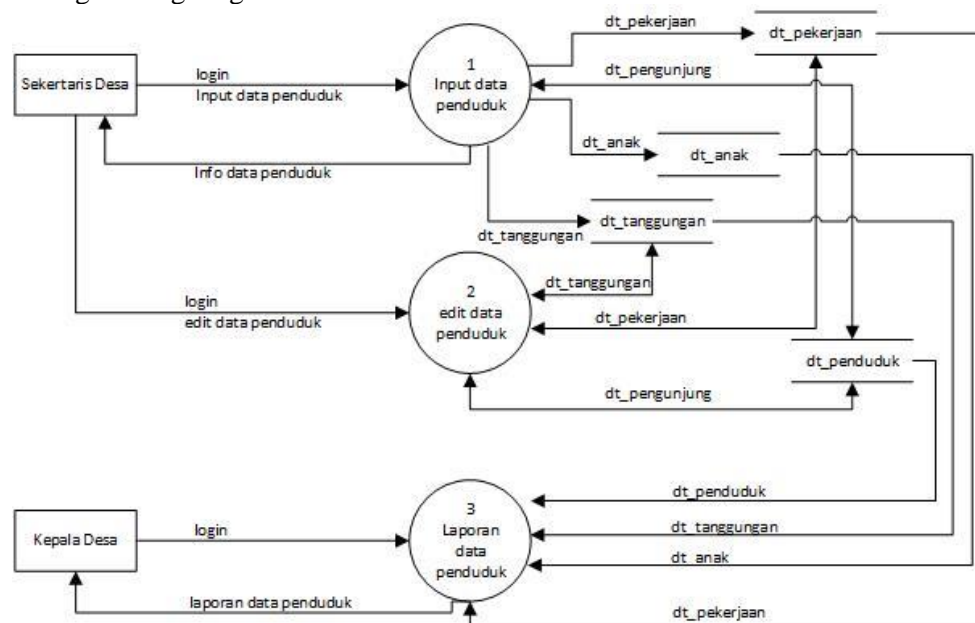 dt_pekerjaan
dt_pekerjaan
1
Input data
penduduk
Sekertaris Desa
login
Input data penduduk
dt_pengunjung
dt_anak
dt_anak
Info data penduduk
dt_tanggungan
dt_tanggungan
dt_tanggungan
2
edit data
penduduk
login
edit data penduduk
dt_pekerjaan
dt_penduduk
dt_pengunjung
dt_penduduk
3
Laporan
data
penduduk
Kepala Desa
login
dt_tanggungan
dt_anak
laporan data penduduk
dt_pekerjaan